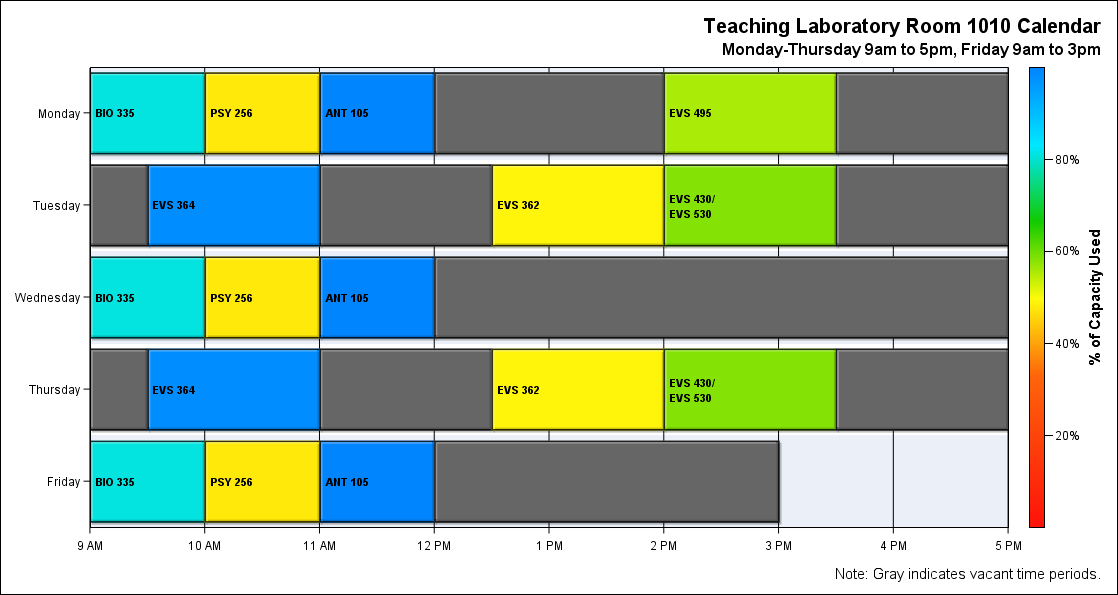 Teaching Laboratory Room 1010 Calendar
Monday-Thursday 9am to 5pm, Friday 9am to 3pm
Monday
BIO 335
PSY 256
ANT 105
EVS 495
Tuesday
EVS 364
EVS 362
EVS 430/
EVS 530
Wednesday
BIO 335
PSY 256
ANT 105
Thursday
EVS 364
EVS 362
EVS 430/
EVS 530
Friday
BIO 335
PSY 256
ANT 105
9 AM
10 AM
11 AM
12 PM
1 PM
2 PM
3 PM
4 PM
5 PM
80%
60%
40%
20%
% of Capacity Used
Note: Gray indicates vacant time periods.